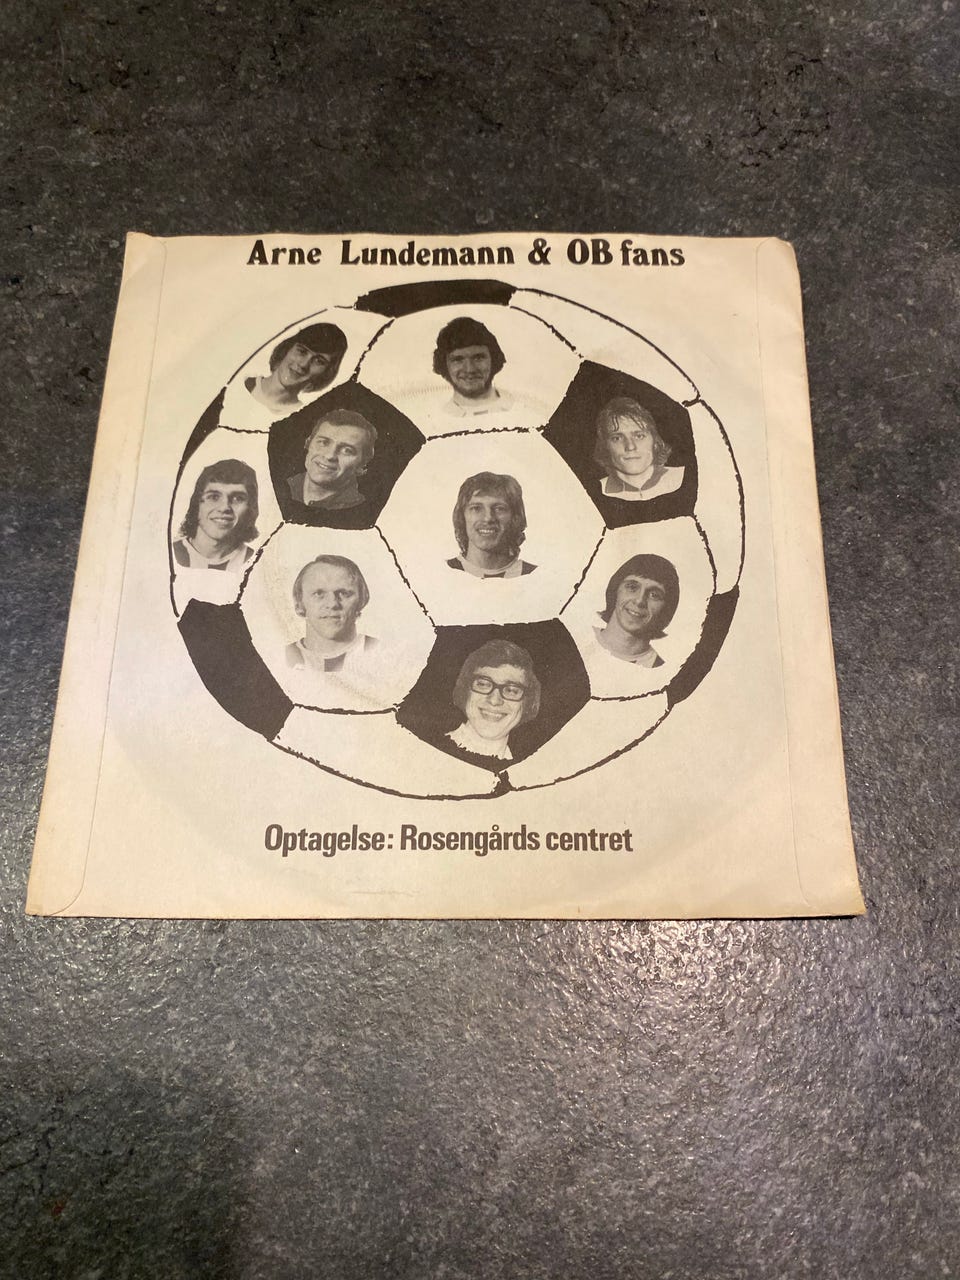 Arne Lundemann & OB fans
Optagelse: Rosengårds centret